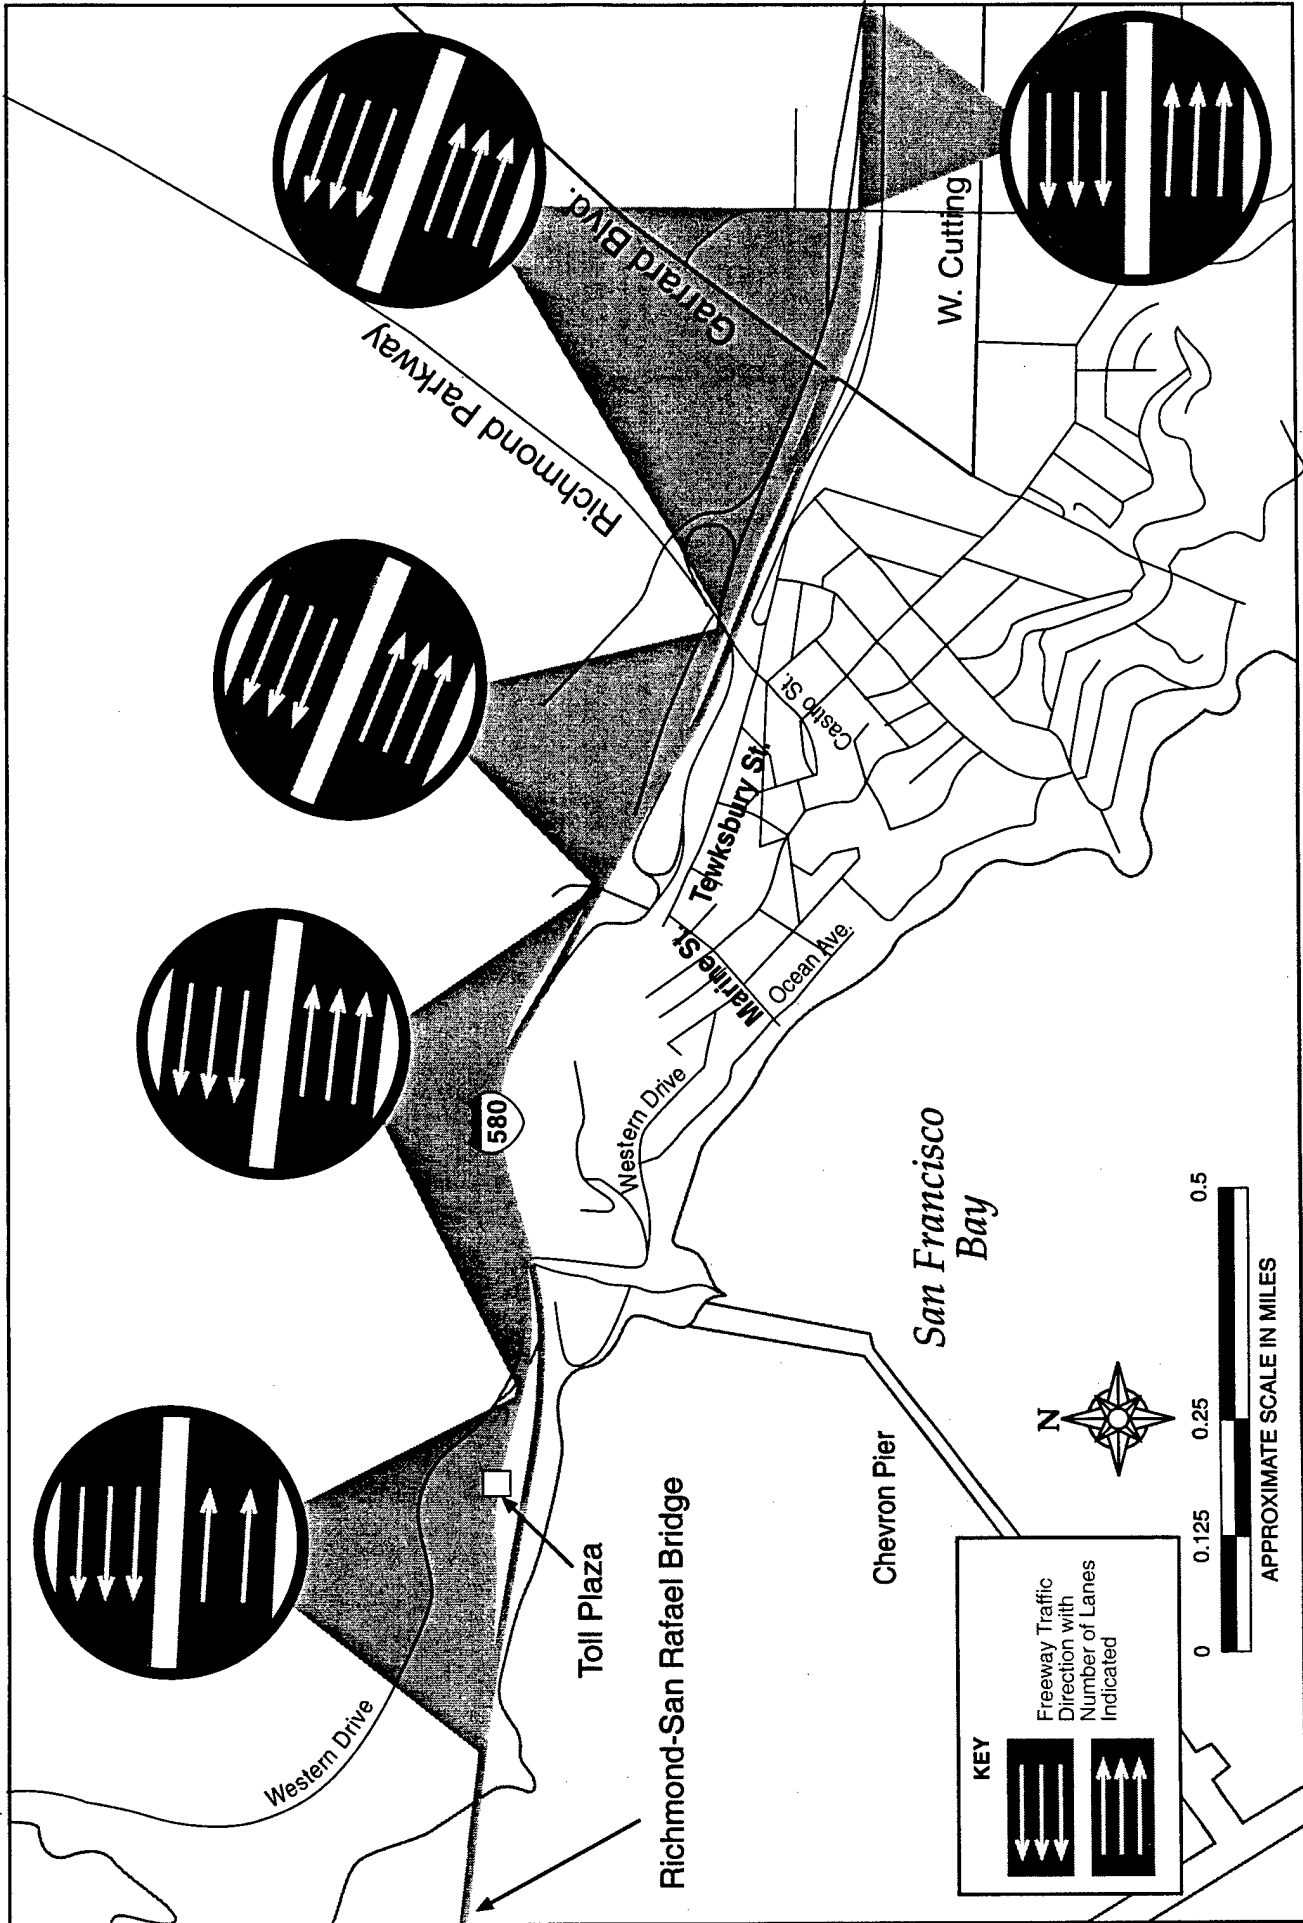 Richmond Parkway
Garrard Blvd.
W. Cutting
Castro St.
Tewksbury St.
Marine St.
Ocean Ave.
580
Western Drive
San Francisco
Bay
Western Drive
Toll Plaza
Richmond-San Rafael Bridge
Chevron Pier
N
KEY
Freeway Traffic
Direction with
Number of Lanes
Indicated
0
0.125
0.25
0.5
APPROXIMATE SCALE IN MILES